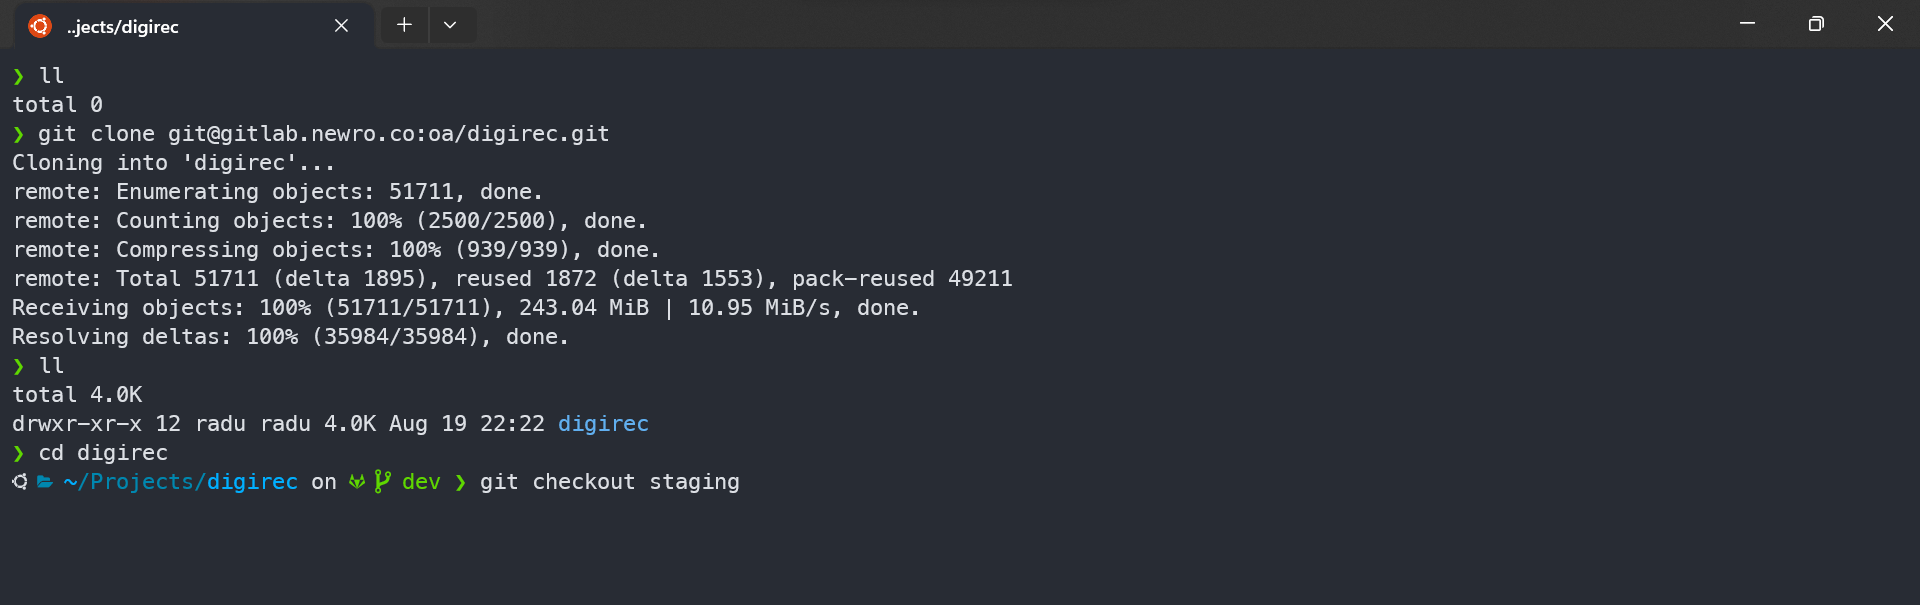 ..jects/digirec
❯ ll
total 0
❯ git clone git@gitlab.newro.co:oa/digirec.git
Cloning into 'digirec'...
remote: Enumerating objects: 51711, done.
remote: Counting objects: 100% (2500/2500), done.
remote: Compressing objects: 100% (939/939), done.
remote: Total 51711 (delta 1895), reused 1872 (delta 1553), pack-reused 49211
Receiving objects: 100% (51711/51711), 243.04 MiB | 10.95 MiB/s, done.
Resolving deltas: 100% (35984/35984), done.
❯ ll
total 4.0K
drwxr-xr-x 12 radu radu 4.0K Aug 19 22:22 digirec
❯ cd digirec
~/Projects/digirec on dev ❯ git checkout staging